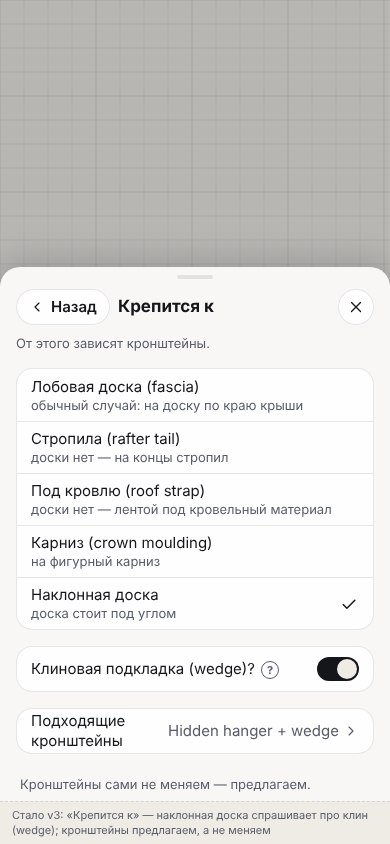 Назад
Крепится к
От этого зависят кронштейны.
Лобовая доска (fascia)
обычный случай: на доску по краю крыши
Стропила (rafter tail)
доски нет — на концы стропил
Под кровлю (roof strap)
доски нет — лентой под кровельный материал
Карниз (crown moulding)
на фигурный карниз
Наклонная доска
доска стоит под углом
Клиновая подкладка (wedge)? ?
Подходящие
кронштейны
Hidden hanger + wedge
Кронштейны сами не меняем — предлагаем.
Стало v3: «Крепится к» — наклонная доска спрашивает про клин
(wedge); кронштейны предлагаем, а не меняем